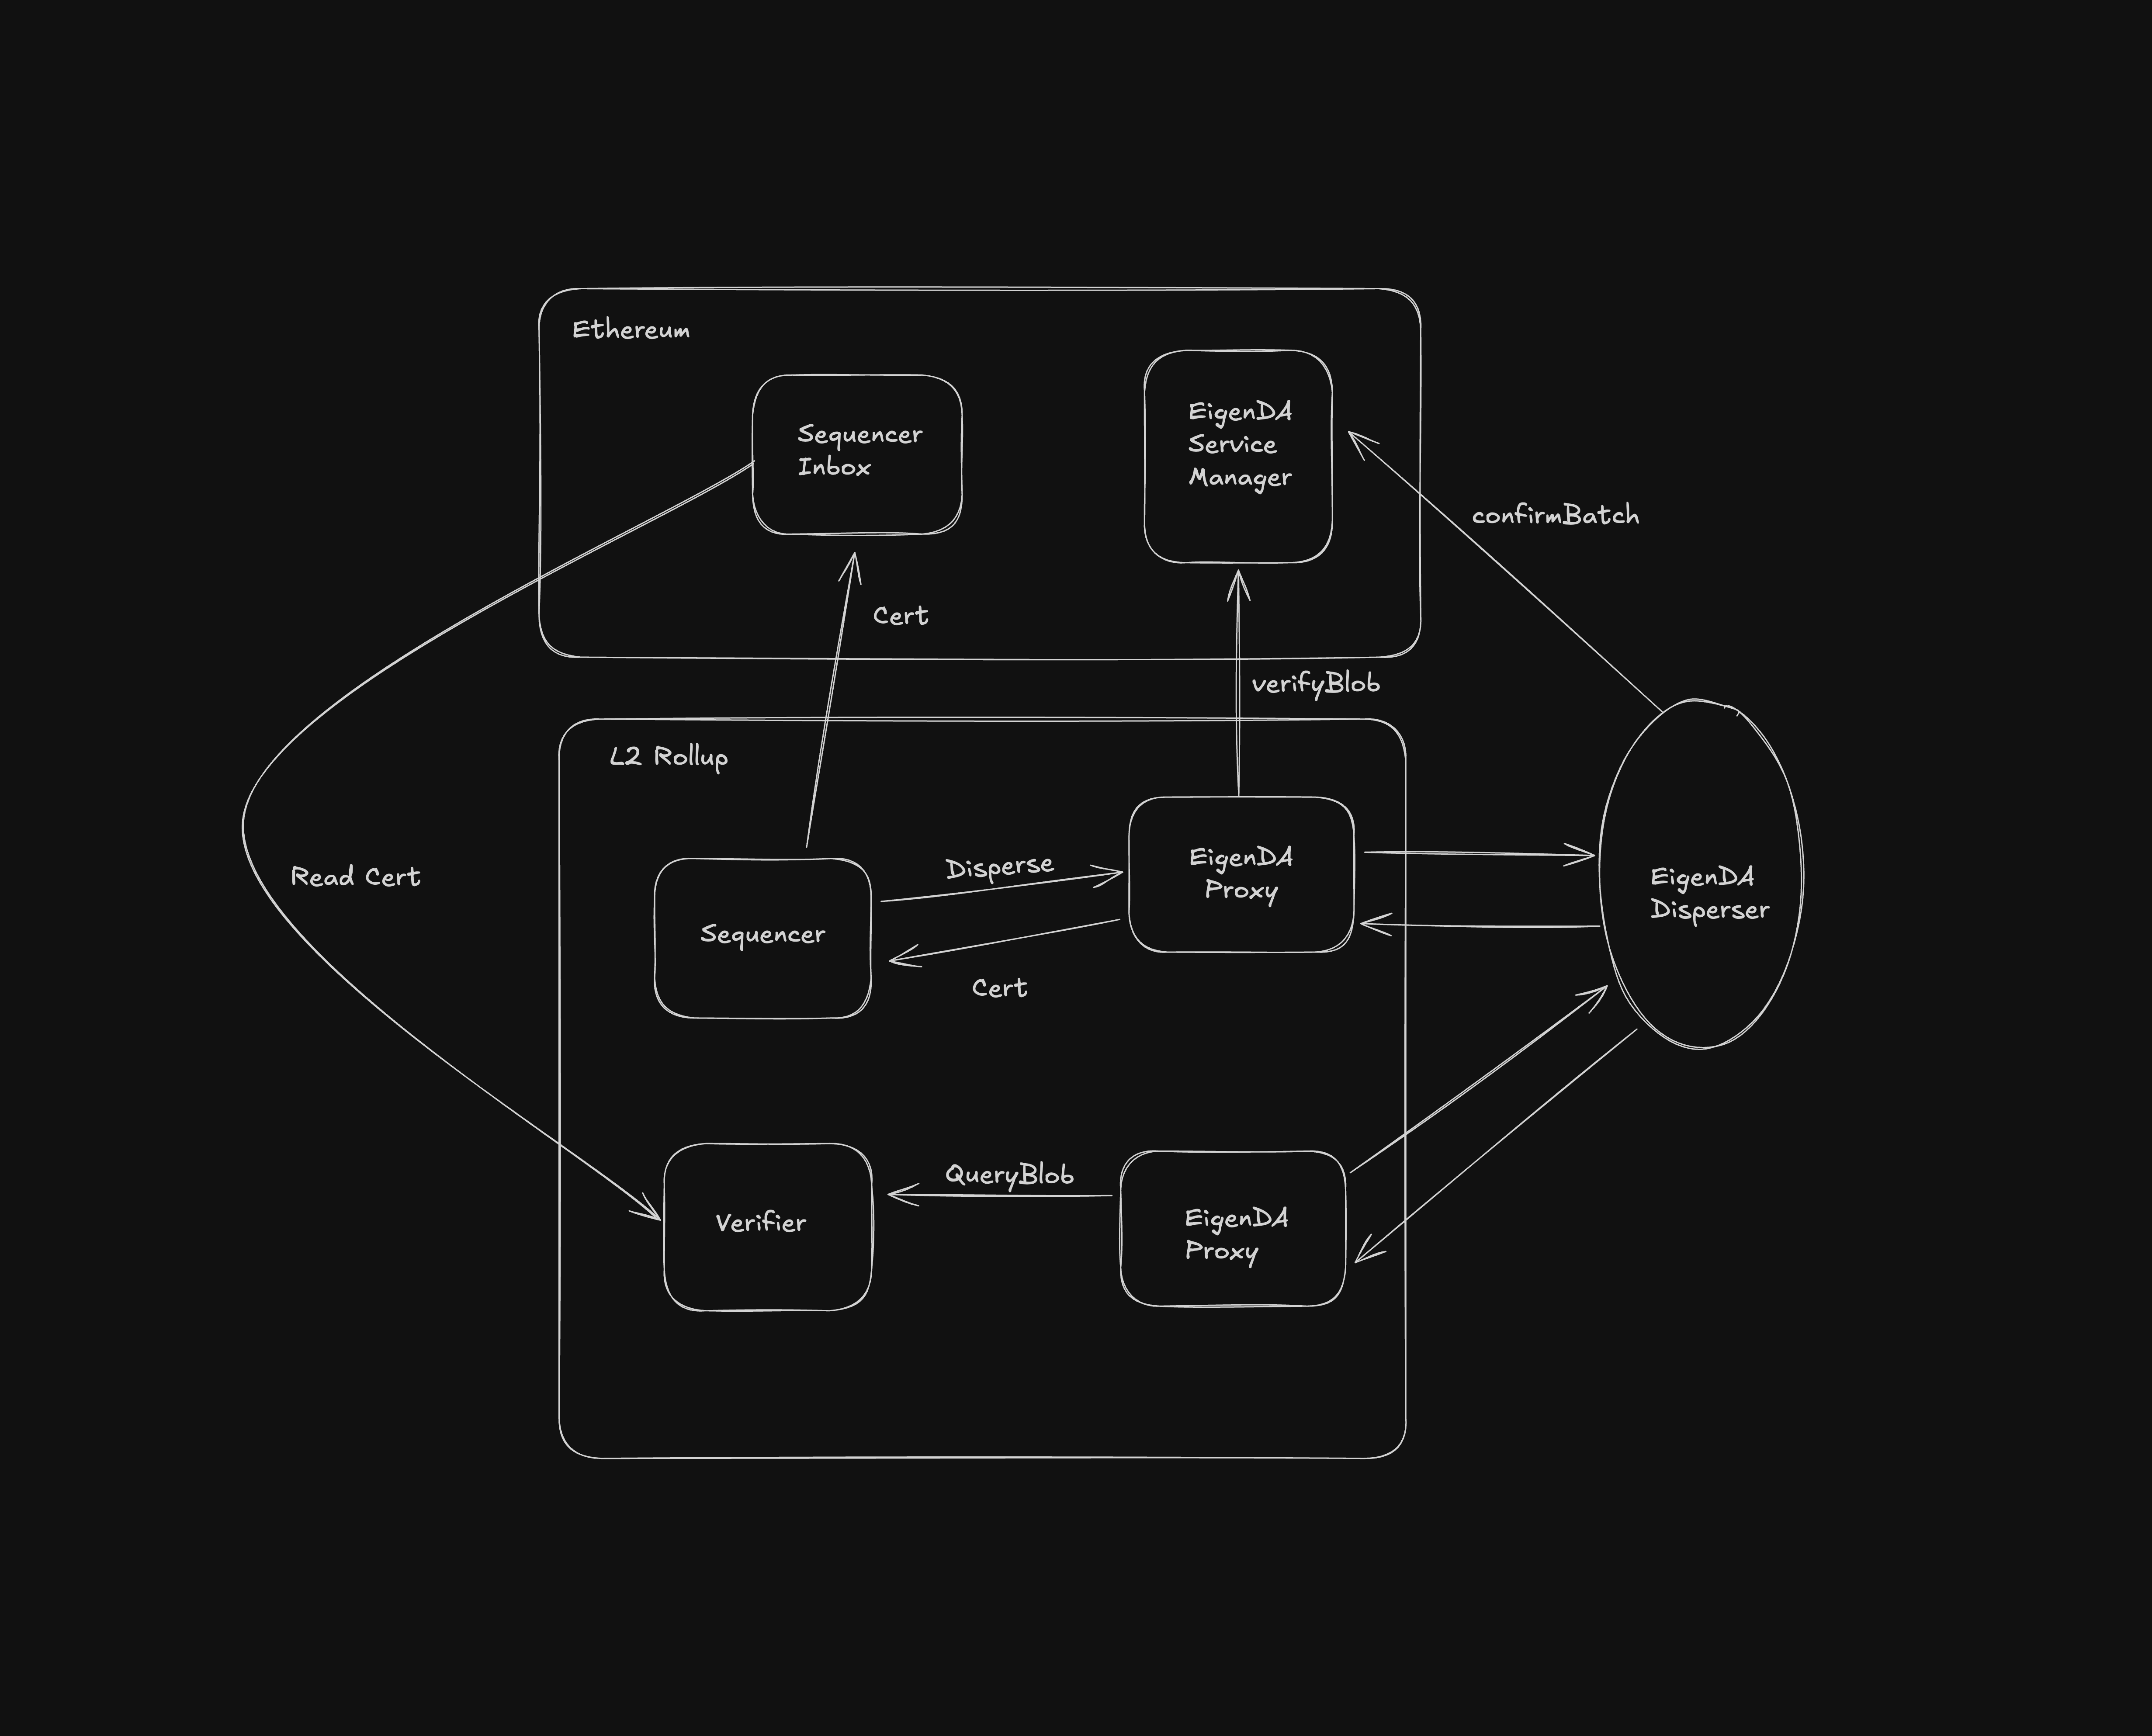 Ethereum
Sequencer
Inbox
EigenDA
Service
Manager
confirmBatch
Cert
verifyBlob
L2 Rollup
Read Cert
Disperse
EigenDA
Proxy
EigenDA
Disperser
Sequencer
Cert
QueryBlob
Verifier
EigenDA
Proxy